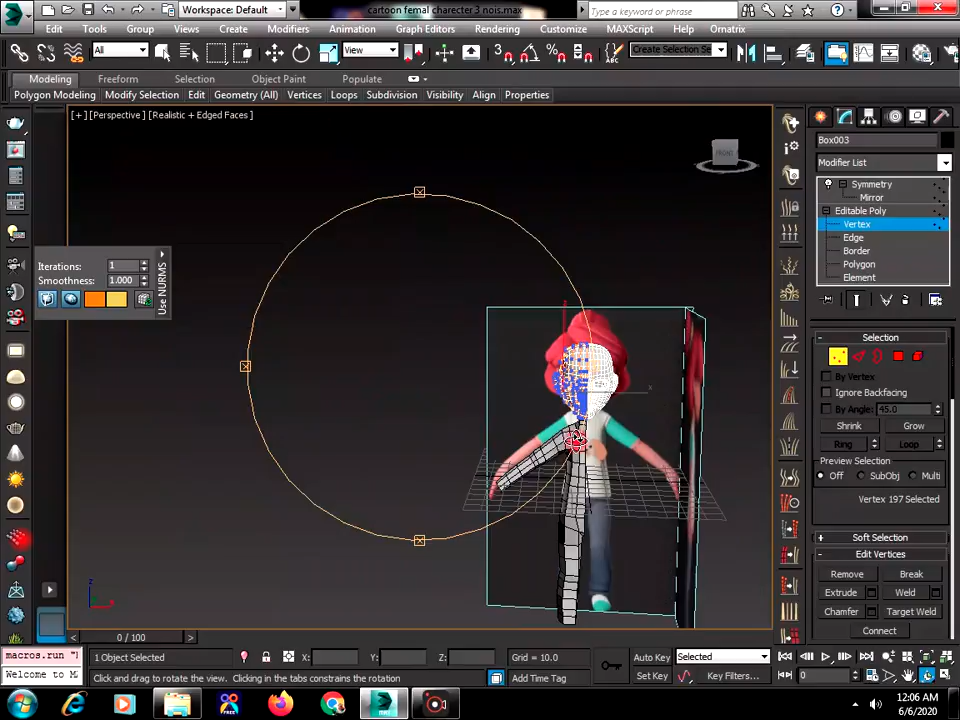 Workspace: Default
cartoon femal charecter 3 nois.max
Type a keyword or phrase
Edit Tools Group Views Create Modifiers Animation Graph Editors Rendering Customize MAXScript Help Ornatrix
All
View
Create Selection Se
Modeling Freeform Selection Object Paint Populate
Polygon Modeling Modify Selection Edit Geometry (All) Vertices Loops Subdivision Visibility Align Properties
[+] [Perspective] [Realistic + Edged Faces]
FRONT
Box003
Modifier List
Symmetry
Mirror
Editable Poly
Vertex
Edge
Border
Polygon
Element
Iterations: 1
Smoothness: 1.000
Use NURMS
Selection
By Vertex
Ignore Backfacing
By Angle: 45.0
Shrink Grow
Ring Loop
Preview Selection
Off SubObj Multi
Vertex 197 Selected
Soft Selection
Edit Vertices
Remove Break
Extrude Weld
Chamfer Target Weld
Connect
x
z
0 / 100
macros.run "]
Welcome to M
1 Object Selected
X: Y: Z: Grid = 10.0
Click and drag to rotate the view. Clicking in the tabs constrains the rotation
Add Time Tag
Auto Key Selected
Set Key Key Filters...
0
FREE
12:06 AM
6/6/2020